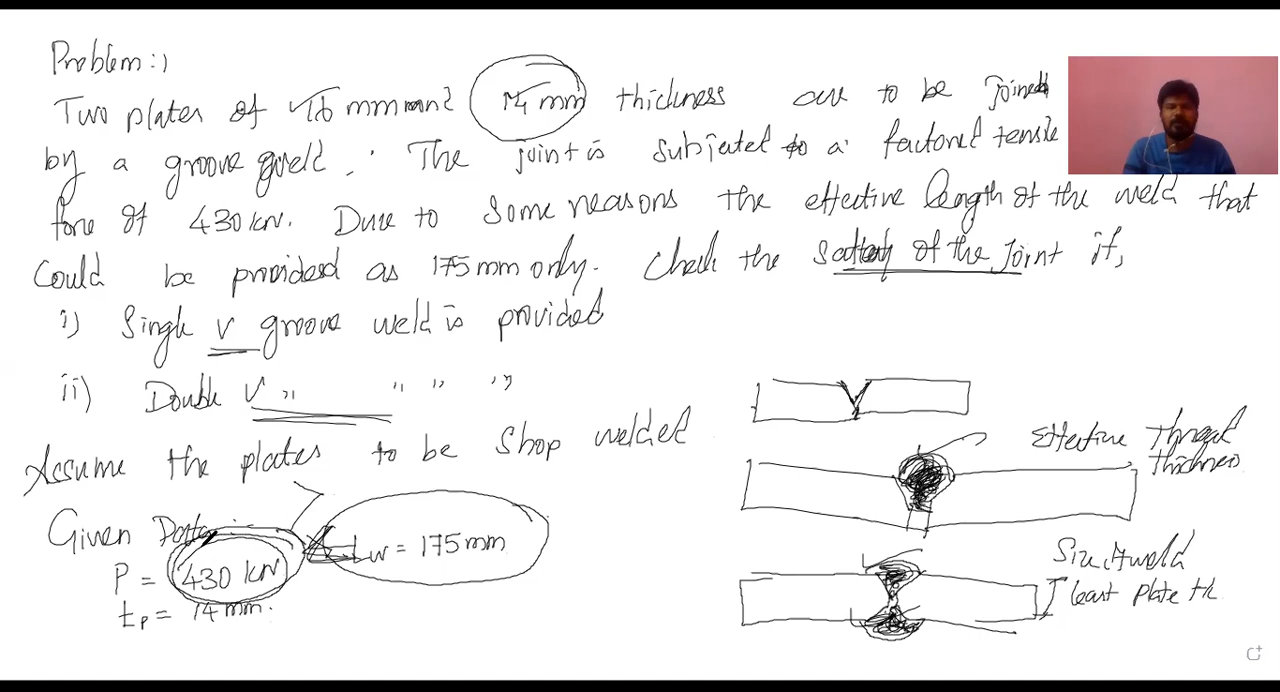 Problem:)
Two plates of 16 mm and 14 mm thickness are to be joined
by a groove weld. The joint is subjected to a factored tensile
force of 430 kN. Due to some reasons the effective length of the weld that
could be provided as 175 mm only. Check the safety of the joint if,
i) Single V groove weld is provided
ii) Double V " " " "
Assume the plates to be shop welded
Given Data:
P = 430 kN
Lw = 175 mm
tp = 14 mm.
Effective Throat
thickness
Size of weld
least plate th